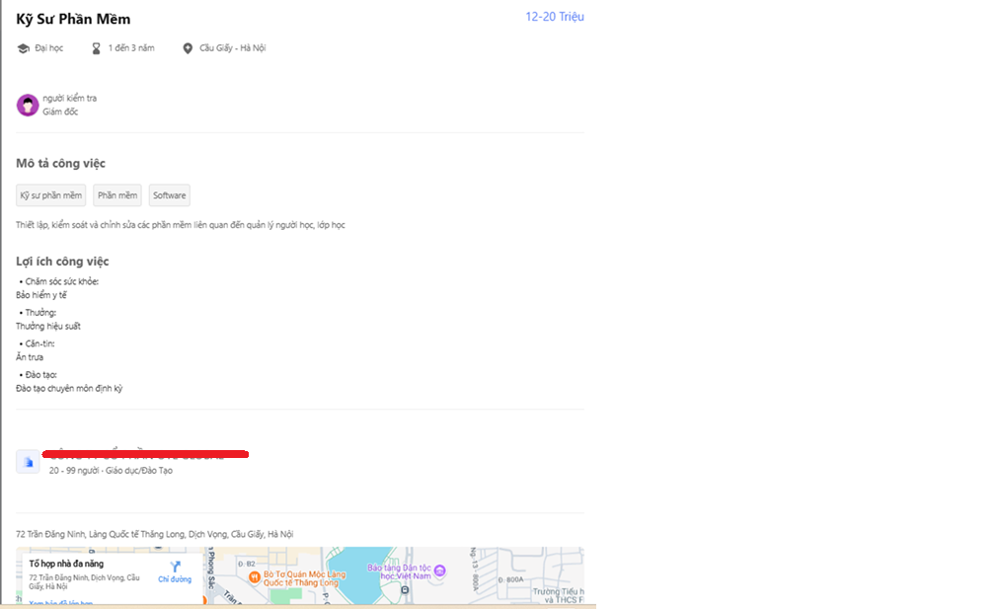 Kỹ Sư Phần Mềm
12-20 Triệu
Đại học
1 đến 3 năm
Cầu Giấy - Hà Nội
người kiểm tra
Giám đốc
Mô tả công việc
Kỹ sư phần mềm
Phần mềm
Software
Thiết lập, kiểm soát và chỉnh sửa các phần mềm liên quan đến quản lý người học, lớp học
Lợi ích công việc
• Chăm sóc sức khỏe:
Bảo hiểm y tế
• Thưởng:
Thưởng hiệu suất
• Căn-tin:
Ăn trưa
• Đào tạo:
Đào tạo chuyên môn định kỳ
20 - 99 người · Giáo dục/Đào Tạo
72 Trần Đăng Ninh, Làng Quốc tế Thăng Long, Dịch Vọng, Cầu Giấy, Hà Nội
Tổ hợp nhà đa năng
72 Trần Đăng Ninh, Dịch Vọng, Cầu
Giấy, Hà Nội
Chỉ đường
Xem bản đồ lớn hơn
Phong Sắc
Trần
Đ. B2
Bò Tơ Quán Mộc Làng
Quốc tế Thăng Long
Bảo tàng Dân tộc
học Việt Nam
Ng. 13 -
800A
Đ. 800A
Trường Tiểu h
và THCS F